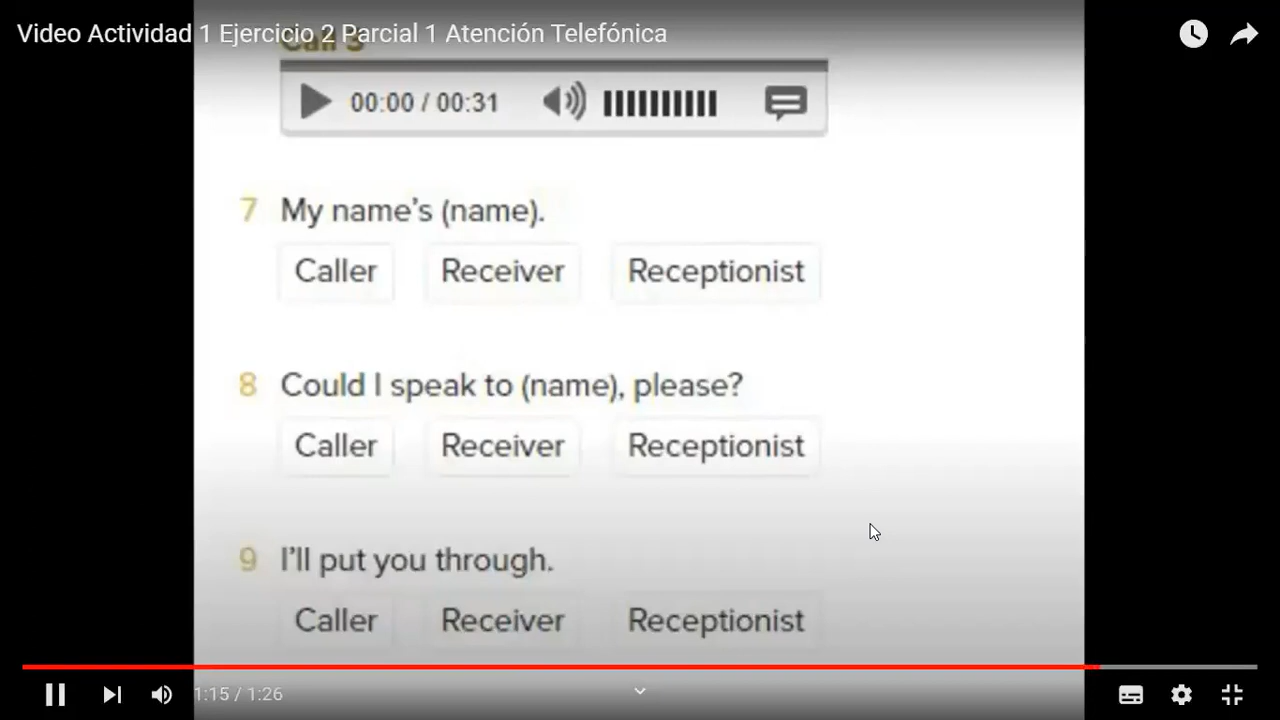 Video Actividad 1 Ejercicio 2 Parcial 1 Atención Telefónica
Call 3
00:00 / 00:31
7 My name's (name).
Caller Receiver Receptionist
8 Could I speak to (name), please?
Caller Receiver Receptionist
9 I'll put you through.
Caller Receiver Receptionist
1:15 / 1:26